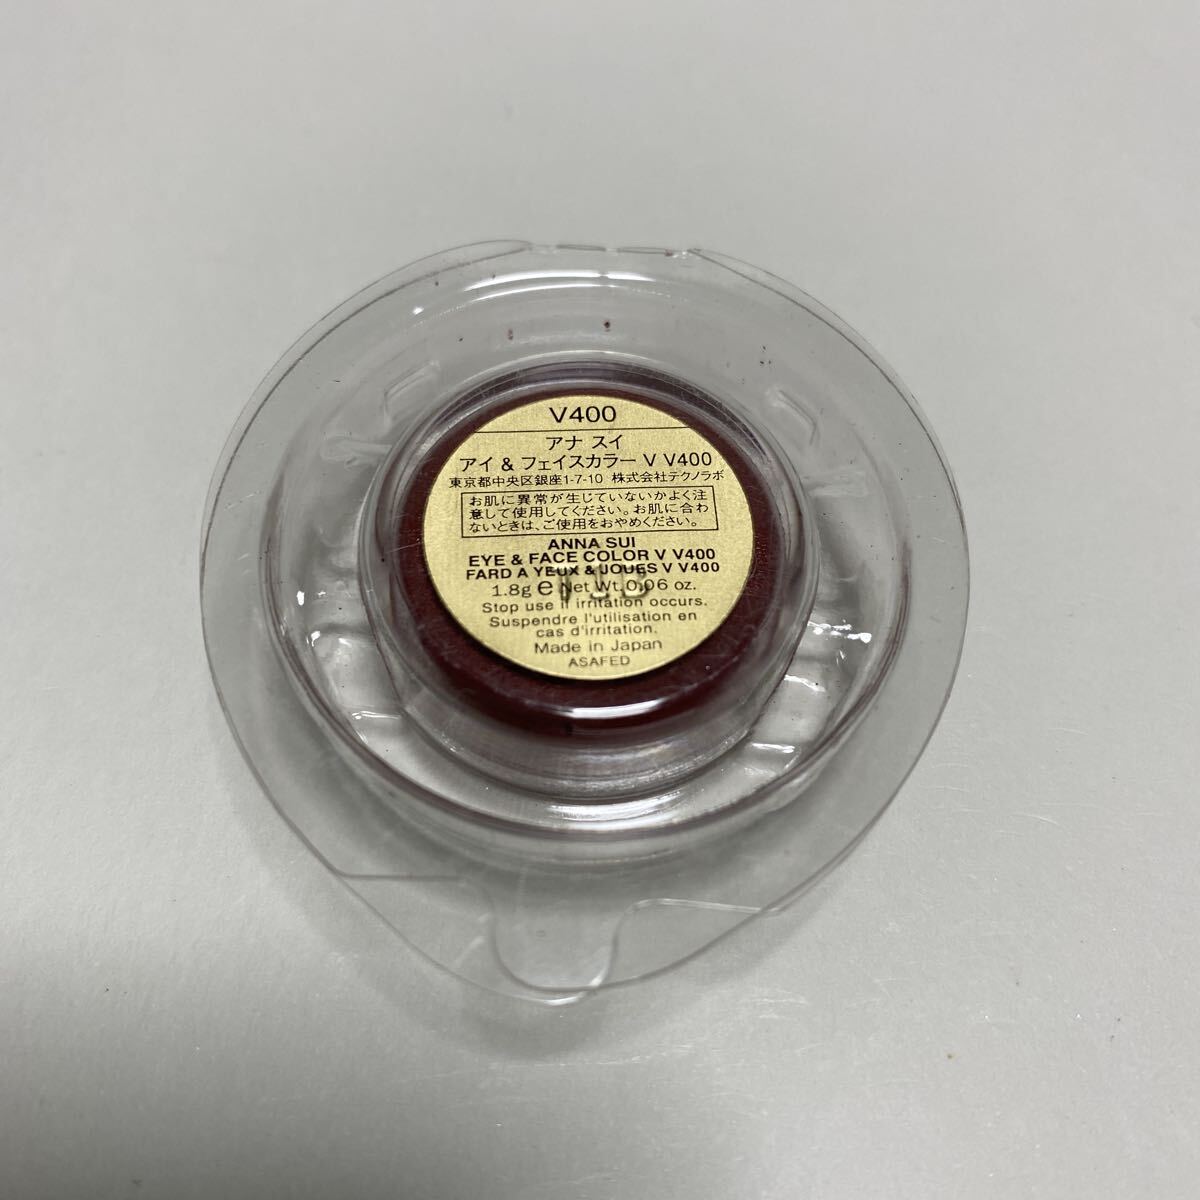 V400
アナ スイ
アイ & フェイスカラー V V400
東京都中央区銀座1-7-10 株式会社テクノラボ
お肌に異常が生じていないかよく注
意して使用してください。お肌に合わ
ないときは、ご使用をおやめください。
ANNA SUI
EYE & FACE COLOR V V400
FARD A YEUX & JOUES V V400
1.8g e Net Wt. 0.06 oz.
Stop use if irritation occurs.
Suspendre l'utilisation en
cas d'irritation.
Made in Japan
ASAFED